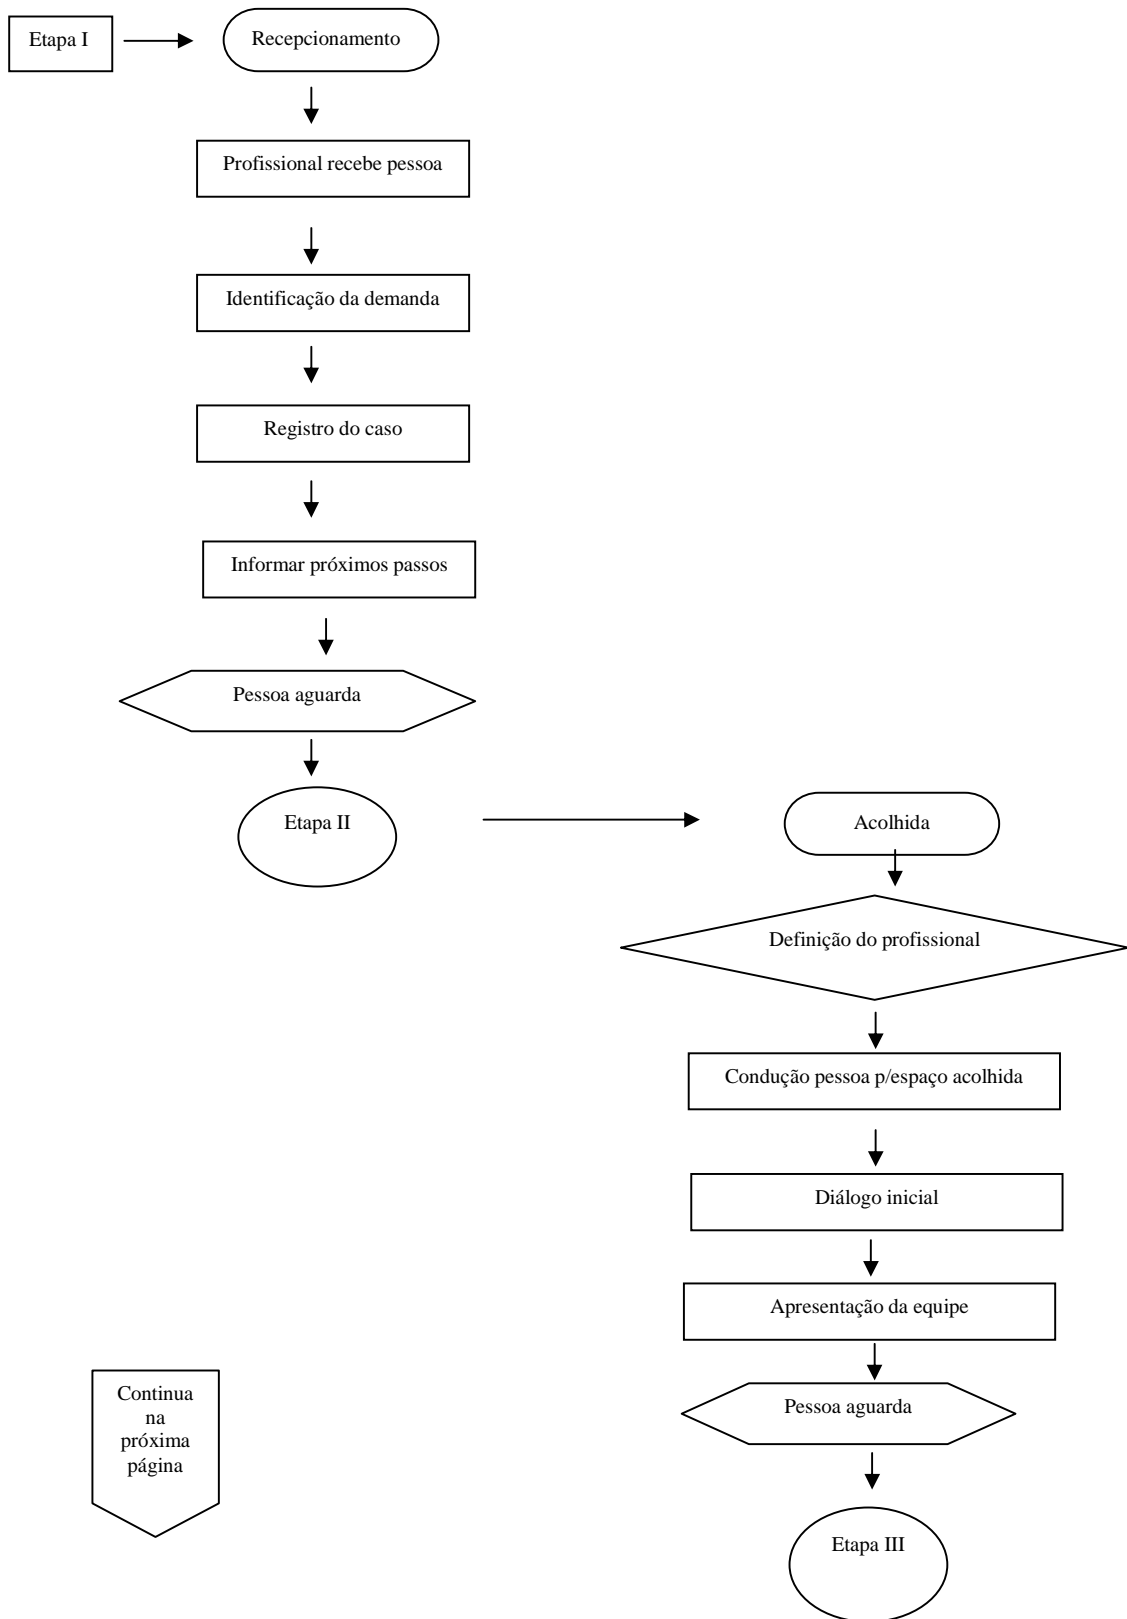 Etapa I
Recepcionamento
Profissional recebe pessoa
Identificação da demanda
Registro do caso
Informar próximos passos
Pessoa aguarda
Etapa II
Acolhida
Definição do profissional
Condução pessoa p/espaço acolhida
Diálogo inicial
Apresentação da equipe
Pessoa aguarda
Etapa III
Continua
na
próxima
página